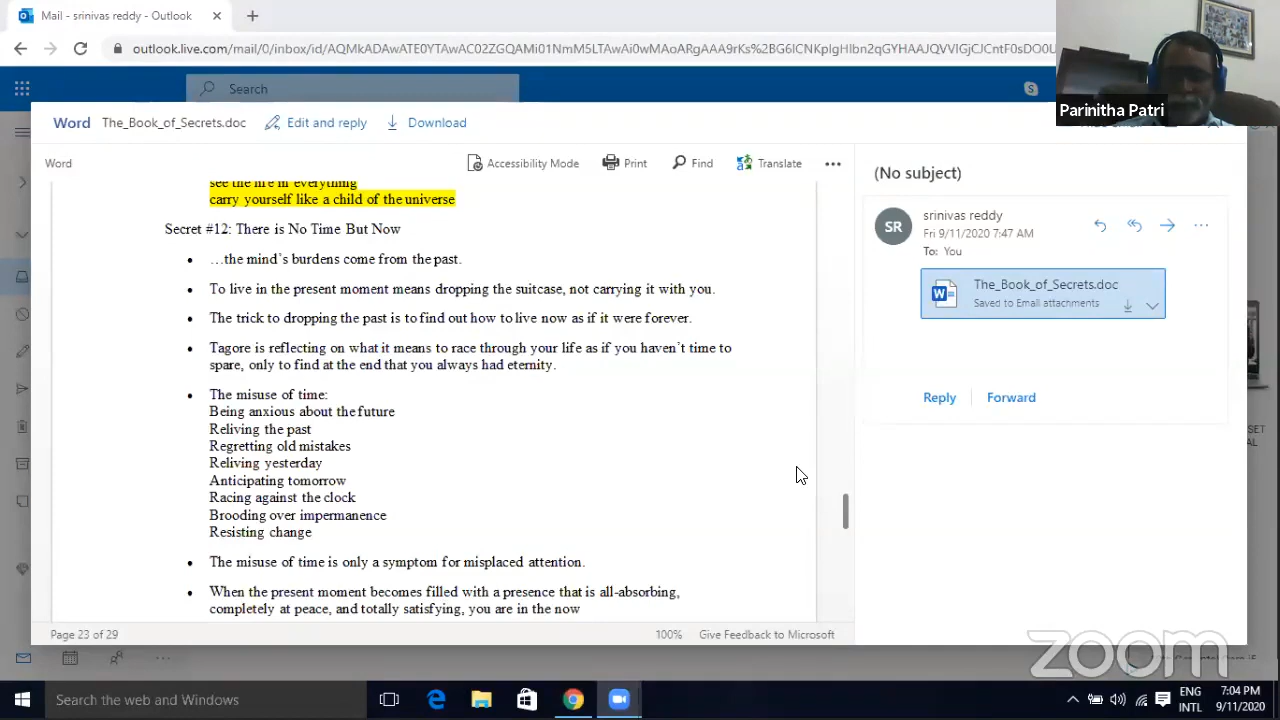 Mail - srinivas reddy - Outlook
Search
Parinitha Patri
Word The_Book_of_Secrets.doc Edit and reply Download
Word Accessibility Mode Print Find Translate
see the life in everything
carry yourself like a child of the universe
Secret #12: There is No Time But Now
• …the mind's burdens come from the past.
• To live in the present moment means dropping the suitcase, not carrying it with you.
• The trick to dropping the past is to find out how to live now as if it were forever.
• Tagore is reflecting on what it means to race through your life as if you haven't time to
spare, only to find at the end that you always had eternity.
• The misuse of time:
Being anxious about the future
Reliving the past
Regretting old mistakes
Reliving yesterday
Anticipating tomorrow
Racing against the clock
Brooding over impermanence
Resisting change
• The misuse of time is only a symptom for misplaced attention.
• When the present moment becomes filled with a presence that is all-absorbing,
completely at peace, and totally satisfying, you are in the now
Page 23 of 29
100% Give Feedback to Microsoft
(No subject)
SR
srinivas reddy
Fri 9/11/2020 7:47 AM
To: You
The_Book_of_Secrets.doc
Saved to Email attachments
Reply Forward
zoom
Search the web and Windows
ENG
INTL
7:04 PM
9/11/2020